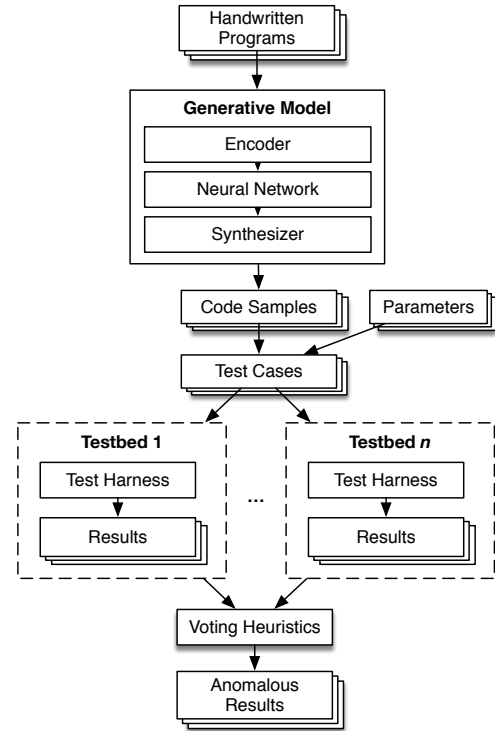 Handwritten
Programs
Generative Model
Encoder
Neural Network
Synthesizer
Code Samples
Parameters
Test Cases
Testbed 1
Testbed n
Test Harness
Test Harness
...
Results
Results
Voting Heuristics
Anomalous
Results